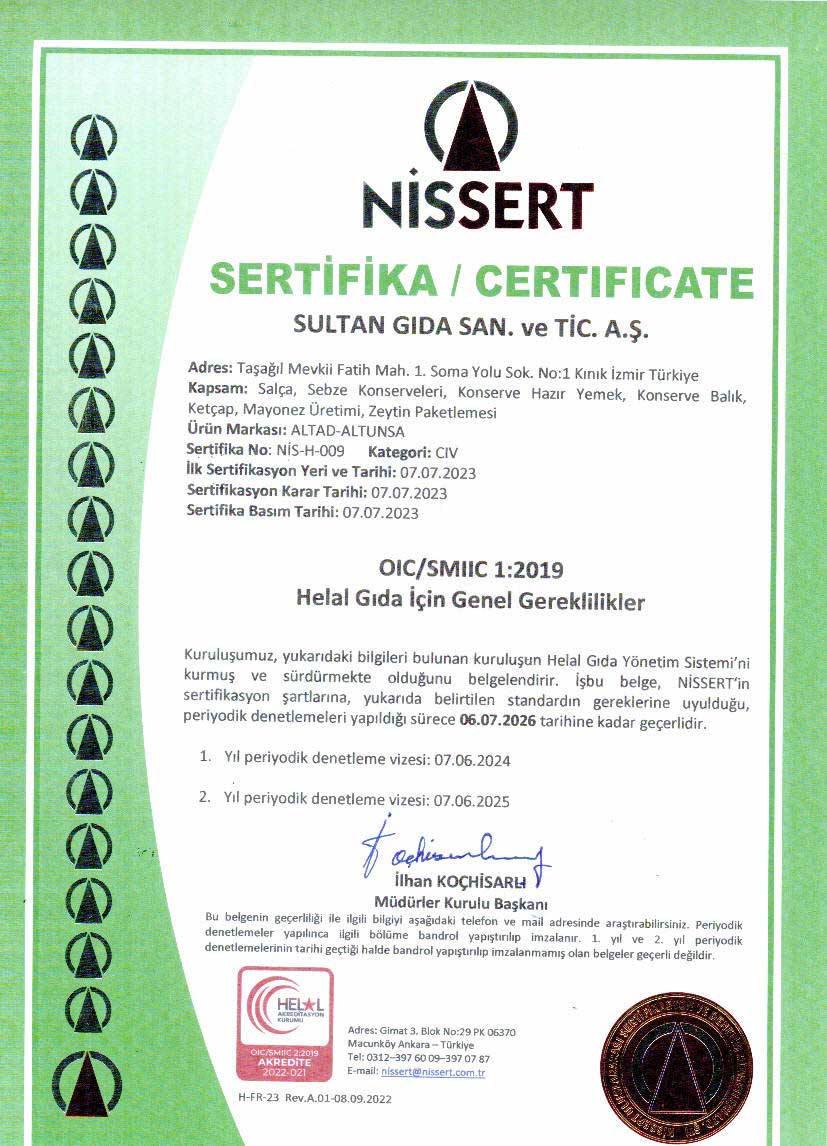 NİSSERT
SERTİFİKA / CERTIFICATE
SULTAN GIDA SAN. ve TİC. A.Ş.
Adres: Taşağıl Mevkii Fatih Mah. 1. Soma Yolu Sok. No:1 Kınık İzmir Türkiye
Kapsam: Salça, Sebze Konserveleri, Konserve Hazır Yemek, Konserve Balık,
Ketçap, Mayonez Üretimi, Zeytin Paketlemesi
Ürün Markası: ALTAD-ALTUNSA
Sertifika No: NİS-H-009 Kategori: CIV
İlk Sertifikasyon Yeri ve Tarihi: 07.07.2023
Sertifikasyon Karar Tarihi: 07.07.2023
Sertifika Basım Tarihi: 07.07.2023
OIC/SMIIC 1:2019
Helal Gıda İçin Genel Gereklilikler
Kuruluşumuz, yukarıdaki bilgileri bulunan kuruluşun Helal Gıda Yönetim Sistemi'ni
kurmuş ve sürdürmekte olduğunu belgelendirir. İşbu belge, NİSSERT'in
sertifikasyon şartlarına, yukarıda belirtilen standardın gereklerine uyulduğu,
periyodik denetlemeleri yapıldığı sürece 06.07.2026 tarihine kadar geçerlidir.
1. Yıl periyodik denetleme vizesi: 07.06.2024
2. Yıl periyodik denetleme vizesi: 07.06.2025
İlhan KOÇHİSARLI
Müdürler Kurulu Başkanı
Bu belgenin geçerliliği ile ilgili bilgiyi aşağıdaki telefon ve mail adresinde araştırabilirsiniz. Periyodik
denetlemeler yapılınca ilgili bölüme bandrol yapıştırılıp imzalanır. 1. yıl ve 2. yıl periyodik
denetlemelerinin tarihi geçtiği halde bandrol yapıştırılıp imzalanmamış olan belgeler geçerli değildir.
HELAL
AKREDİTASYON
KURUMU
OIC/SMIIC 2:2019
AKREDİTE
2022-021
Adres: Gimat 3. Blok No:29 PK 06370
Macunköy Ankara – Türkiye
Tel: 0312–397 60 09–397 07 87
E-mail: nissert@nissert.com.tr
H-FR-23 Rev.A.01-08.09.2022